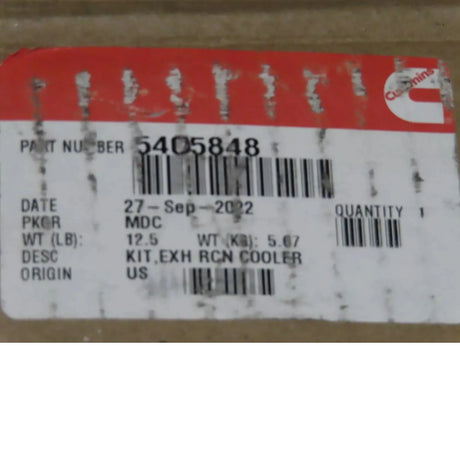 Cummins
PART NUMBER 5405848
DATE 27-Sep-2022
QUANTITY 1
PKGR MDC
WT (LB): 12.5 WT (KG): 5.67
DESC KIT,EXH RCN COOLER
ORIGIN US